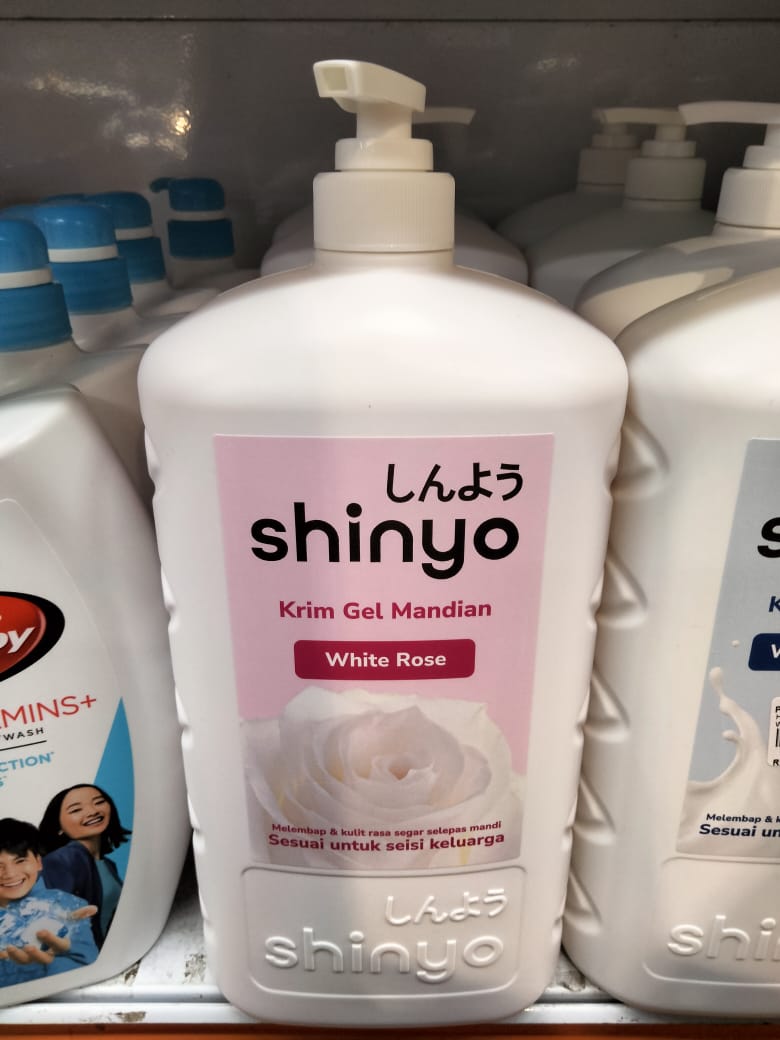 しんよう
shinyo
Krim Gel Mandian
White Rose
Melembap & kulit rasa segar selepas mandi
Sesuai untuk seisi keluarga
しんよう
shinyo
MINS+
WASH
CTION
Melembap & k
Sesuai un
shi